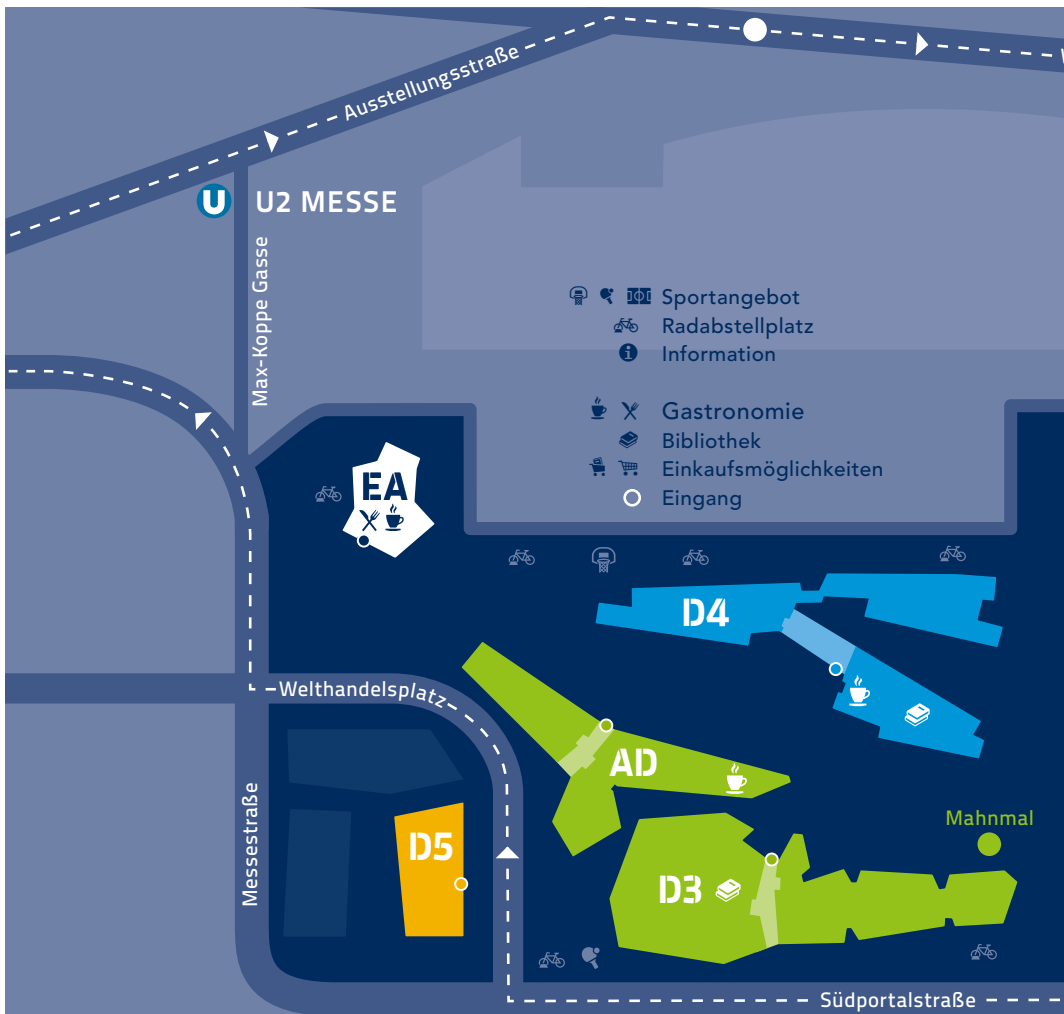 Ausstellungsstraße
U
U2 MESSE
Max-Koppe Gasse
Sportangebot
Radabstellplatz
i Information
Gastronomie
Bibliothek
Einkaufsmöglichkeiten
Eingang
EA
D4
Welthandelsplatz
AD
Messestraße
D5
Mahnmal
D3
Südportalstraße